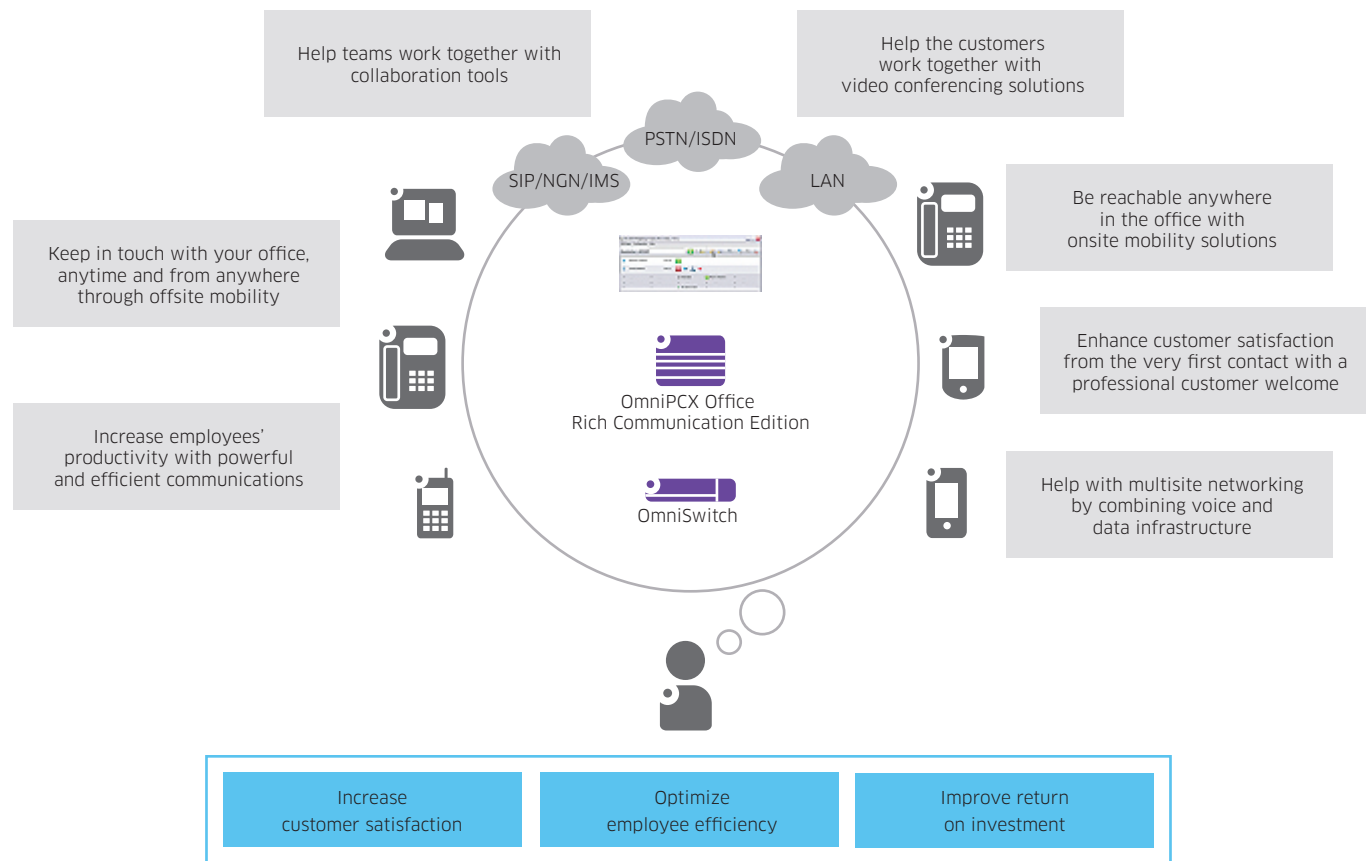 Help teams work together with
collaboration tools
Help the customers
work together with
video conferencing solutions
PSTN/ISDN
SIP/NGN/IMS
LAN
Keep in touch with your office,
anytime and from anywhere
through offsite mobility
Be reachable anywhere
in the office with
onsite mobility solutions
Enhance customer satisfaction
from the very first contact with a
professional customer welcome
OmniPCX Office
Rich Communication Edition
Increase employees’
productivity with powerful
and efficient communications
Help with multisite networking
by combining voice and
data infrastructure
OmniSwitch
Increase
customer satisfaction
Optimize
employee efficiency
Improve return
on investment